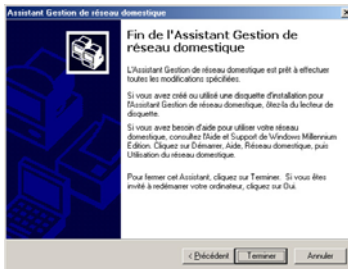 Assistant Gestion de réseau domestique
Fin de l'Assistant Gestion de
réseau domestique
L'Assistant Gestion de réseau domestique est prêt à effectuer
toutes les modifications spécifiées.
Si vous avez créé ou utilisé une disquette d'installation pour
l'Assistant Gestion de réseau domestique, ôtez-la du lecteur de
disquette.
Si vous avez besoin d'aide pour utiliser votre réseau
domestique, consultez l'Aide et Support de Windows Millennium
Edition. Cliquez sur Démarrer, Aide, Réseau domestique, puis
Utilisation du réseau domestique.
Pour fermer cet Assistant, cliquez sur Terminer. Si vous êtes
invité à redémarrer votre ordinateur, cliquez sur Oui.
< Précédent Terminer Annuler